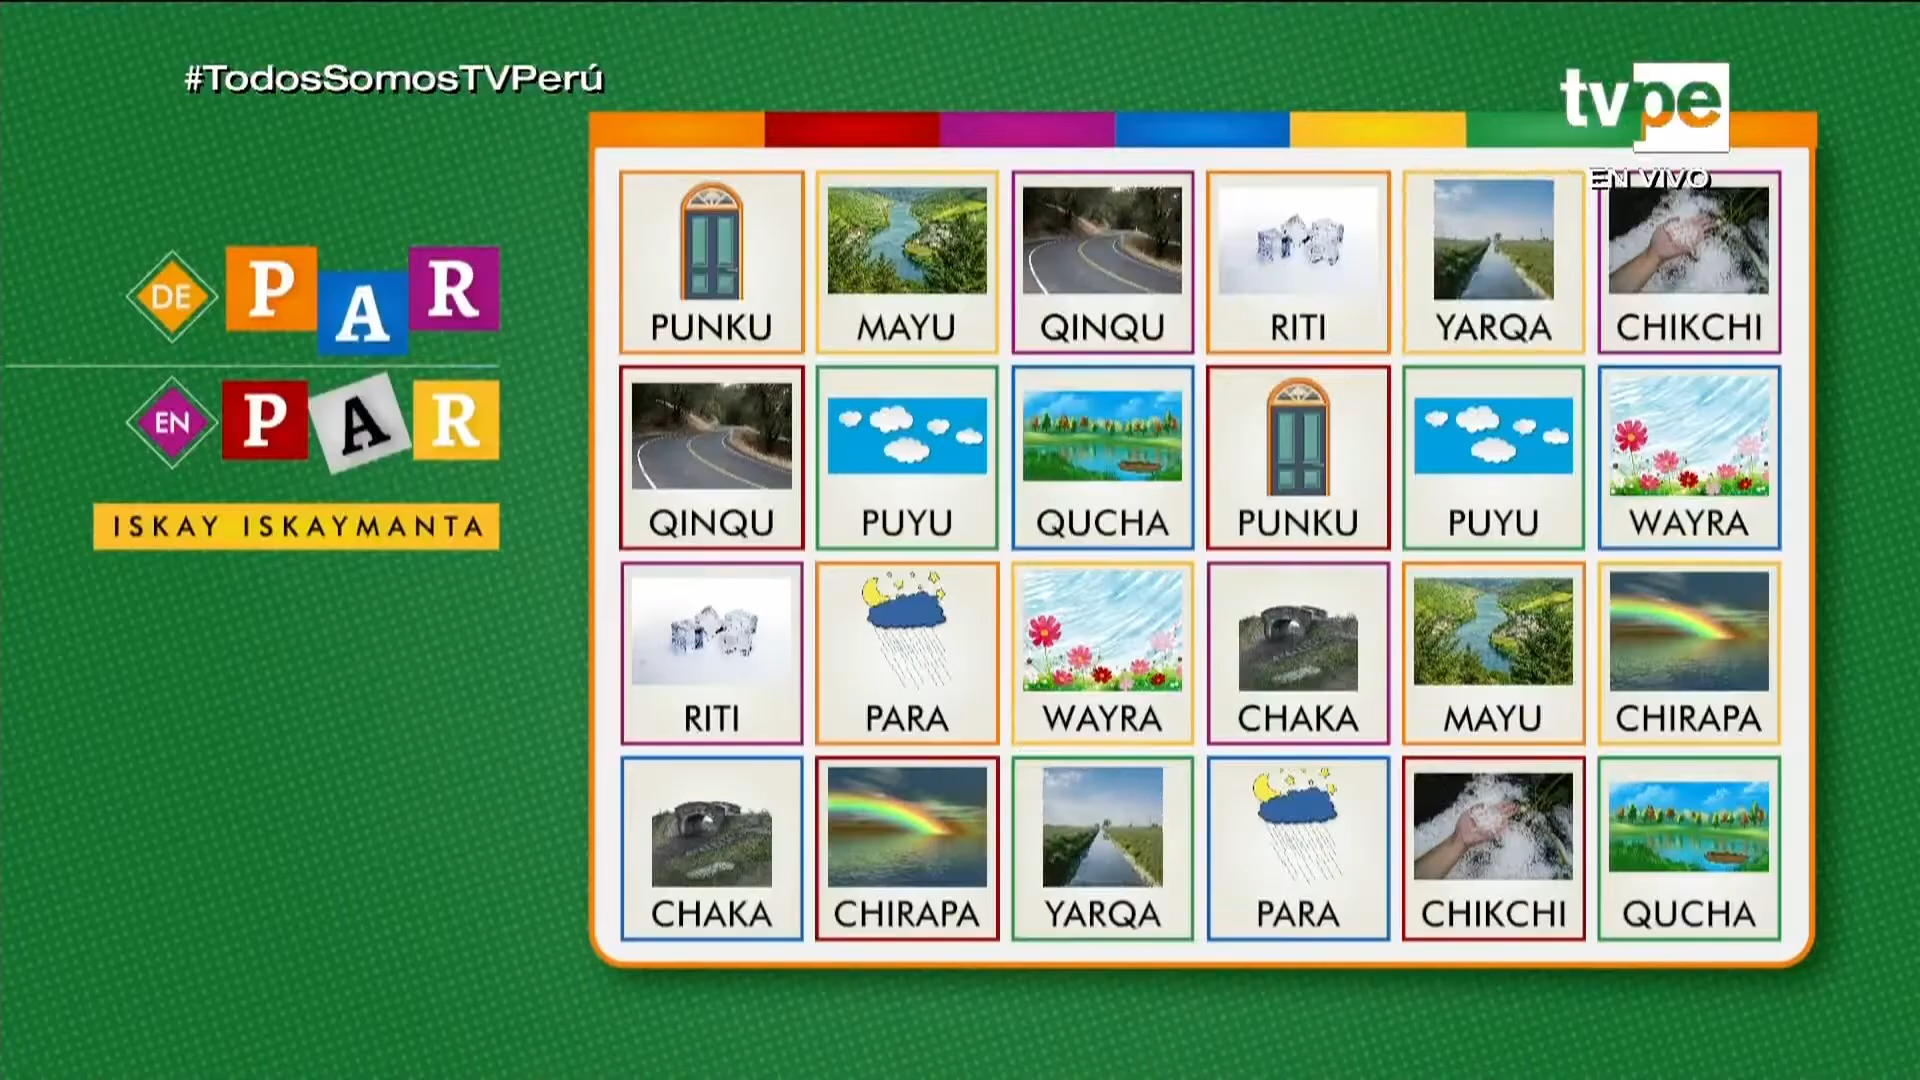 #TodosSomosTVPerú
tvpe
EN VIVO
DE PAR
EN PAR
ISKAY ISKAYMANTA
PUNKU MAYU QINQU RITI YARQA CHIKCHI
QINQU PUYU QUCHA PUNKU PUYU WAYRA
RITI PARA WAYRA CHAKA MAYU CHIRAPA
CHAKA CHIRAPA YARQA PARA CHIKCHI QUCHA